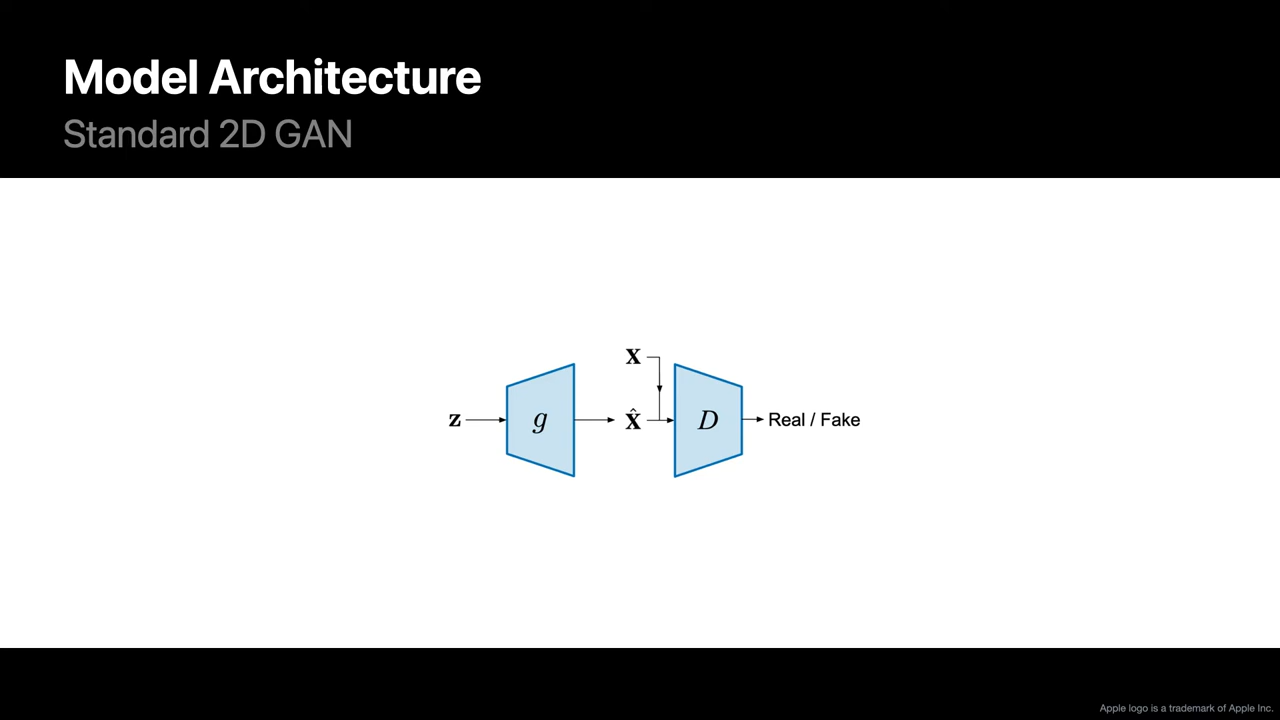 Model Architecture
Standard 2D GAN
X
z g X̂ D Real / Fake
Apple logo is a trademark of Apple Inc.